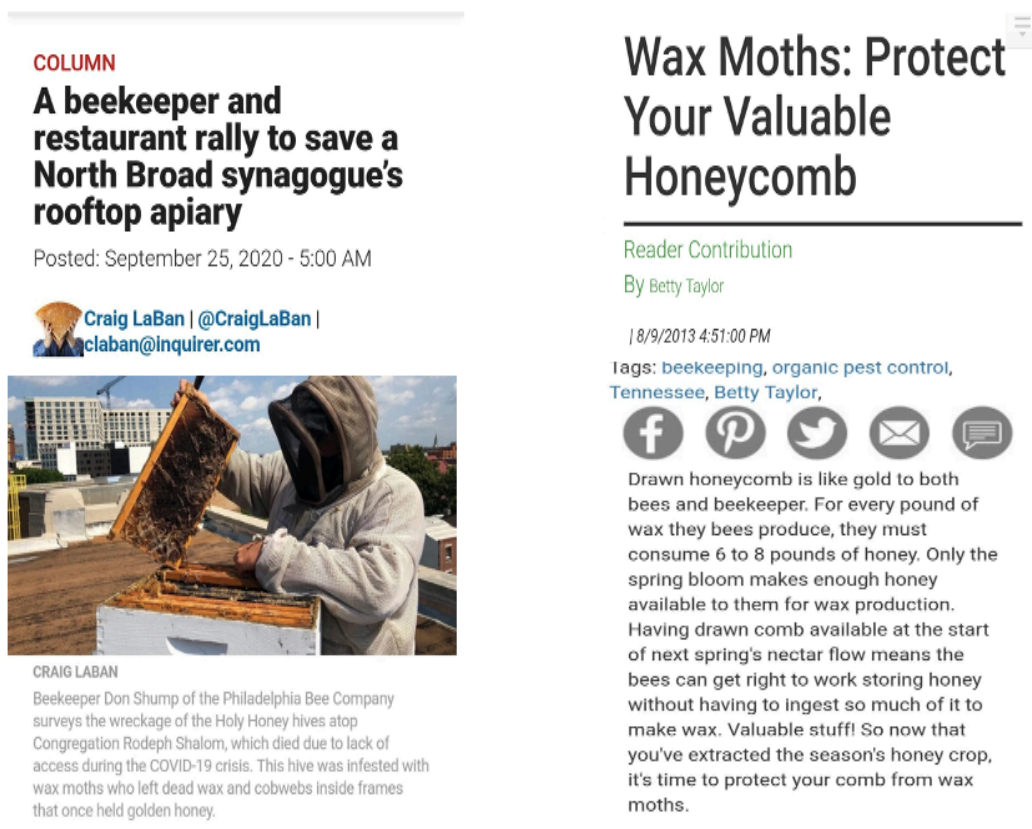 COLUMN
A beekeeper and
restaurant rally to save a
North Broad synagogue's
rooftop apiary
Posted: September 25, 2020 - 5:00 AM
Craig LaBan | @CraigLaBan |
claban@inquirer.com
CRAIG LABAN
Beekeeper Don Shump of the Philadelphia Bee Company
surveys the wreckage of the Holy Honey hives atop
Congregation Rodeph Shalom, which died due to lack of
access during the COVID-19 crisis. This hive was infested with
wax moths who left dead wax and cobwebs inside frames
that once held golden honey.
Wax Moths: Protect
Your Valuable
Honeycomb
Reader Contribution
By Betty Taylor
| 8/9/2013 4:51:00 PM
Tags: beekeeping, organic pest control,
Tennessee, Betty Taylor,
Drawn honeycomb is like gold to both
bees and beekeeper. For every pound of
wax they bees produce, they must
consume 6 to 8 pounds of honey. Only the
spring bloom makes enough honey
available to them for wax production.
Having drawn comb available at the start
of next spring's nectar flow means the
bees can get right to work storing honey
without having to ingest so much of it to
make wax. Valuable stuff! So now that
you've extracted the season's honey crop,
it's time to protect your comb from wax
moths.